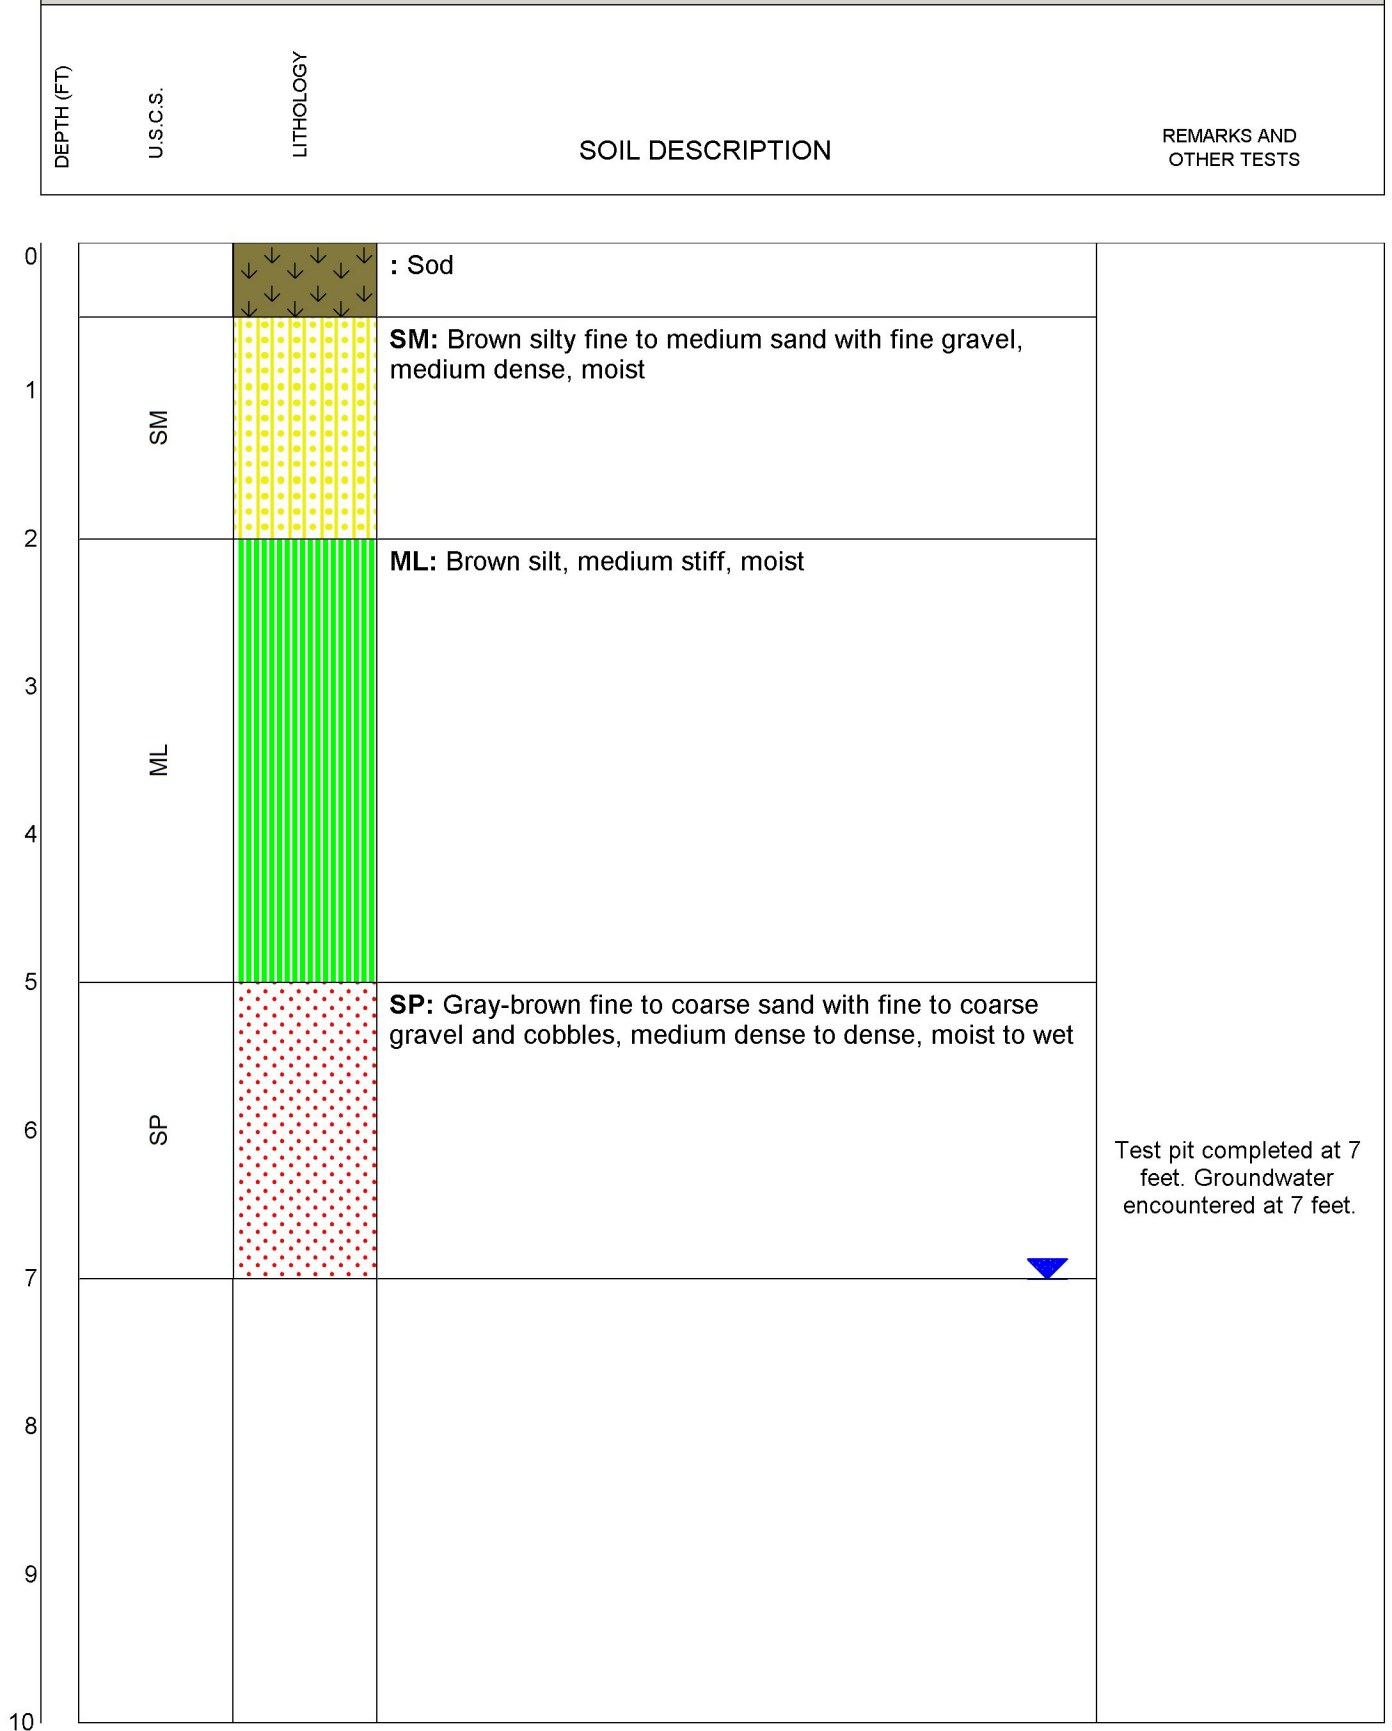 DEPTH (FT)
U.S.C.S.
LITHOLOGY
SOIL DESCRIPTION
REMARKS AND
OTHER TESTS
0
: Sod
SM: Brown silty fine to medium sand with fine gravel,
medium dense, moist
1
SM
2
ML: Brown silt, medium stiff, moist
3
ML
4
5
SP: Gray-brown fine to coarse sand with fine to coarse
gravel and cobbles, medium dense to dense, moist to wet
6
SP
Test pit completed at 7
feet. Groundwater
encountered at 7 feet.
7
8
9
10